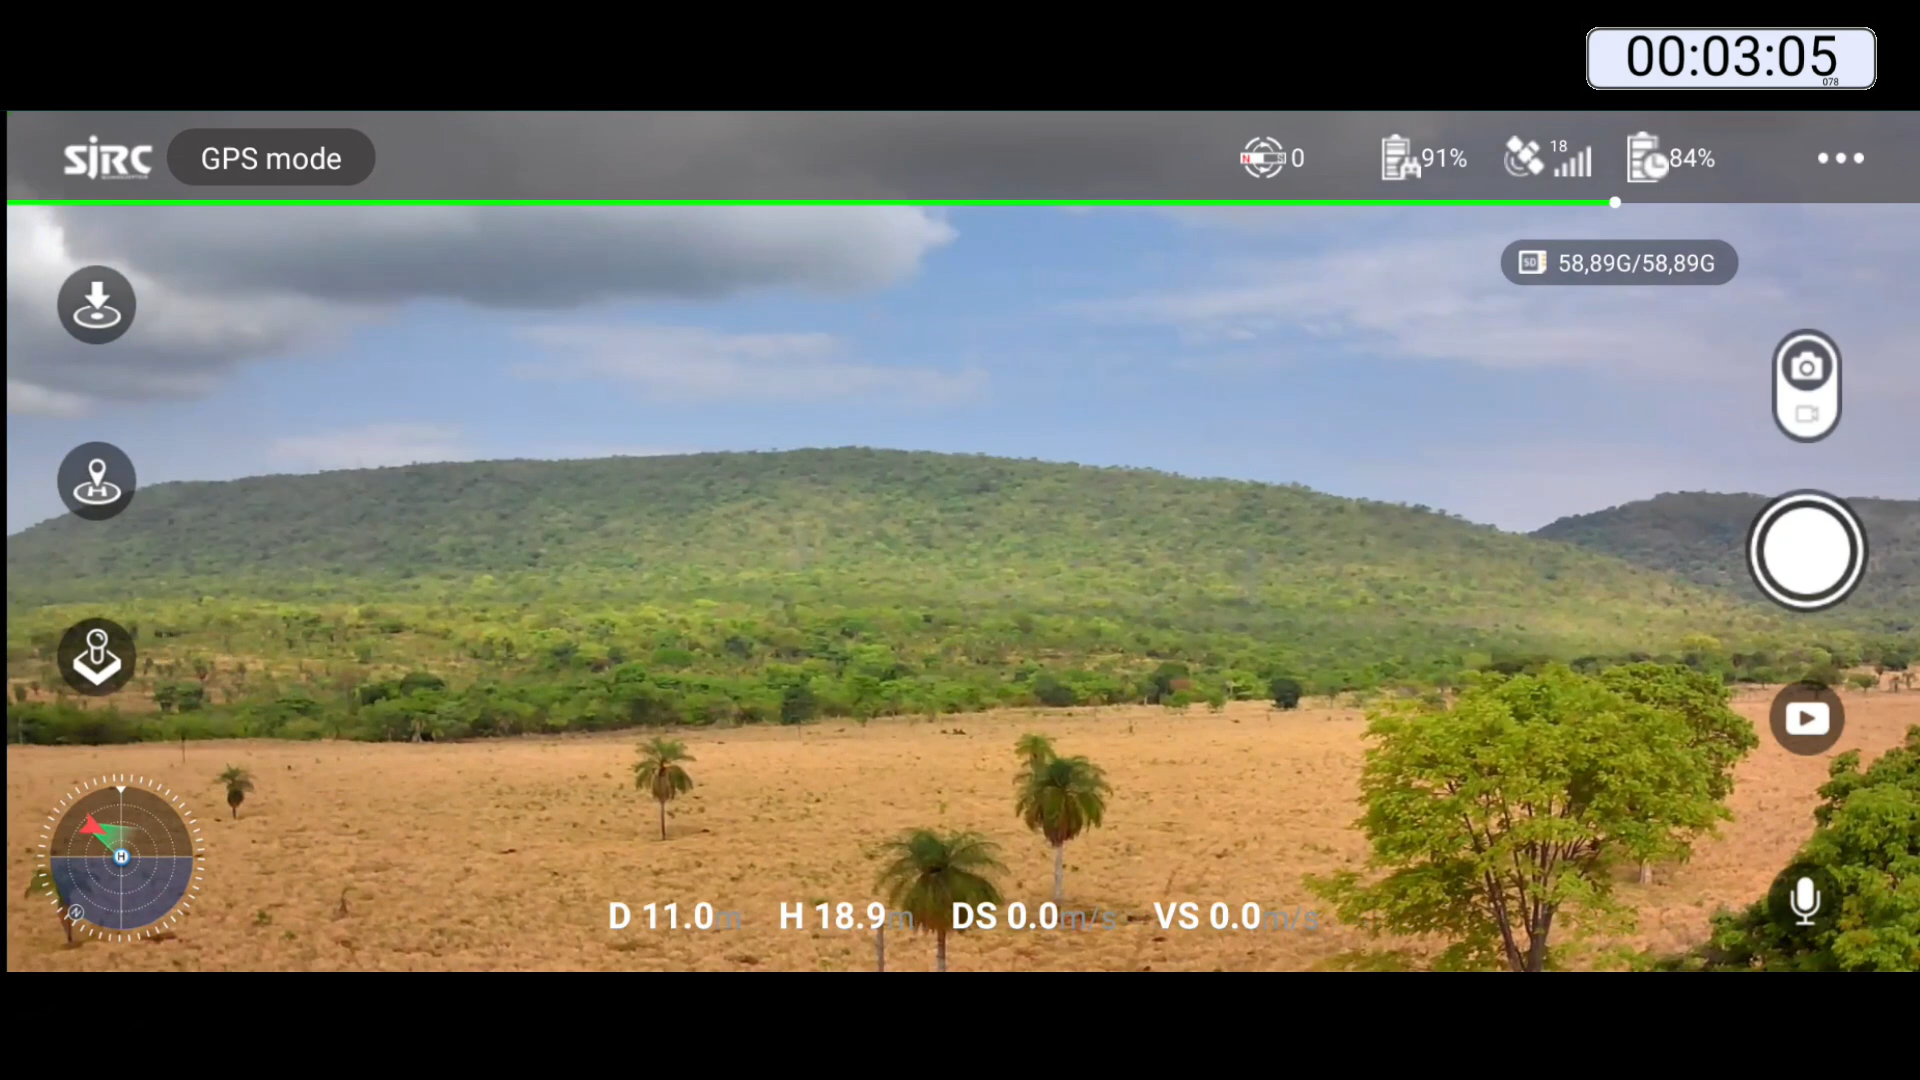 00:03:05
078
SJRC
GPS mode
N S 0
91%
18
84%
SD 58,89G/58,89G
H
N
D 11.0m H 18.9m DS 0.0m/s VS 0.0m/s